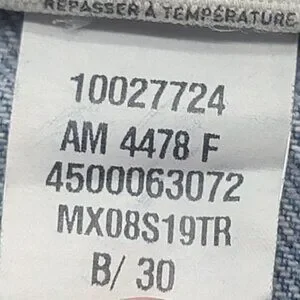 REPASSER À TEMPÉRATURE
10027724
AM 4478 F
4500063072
MX08S19TR
B/ 30